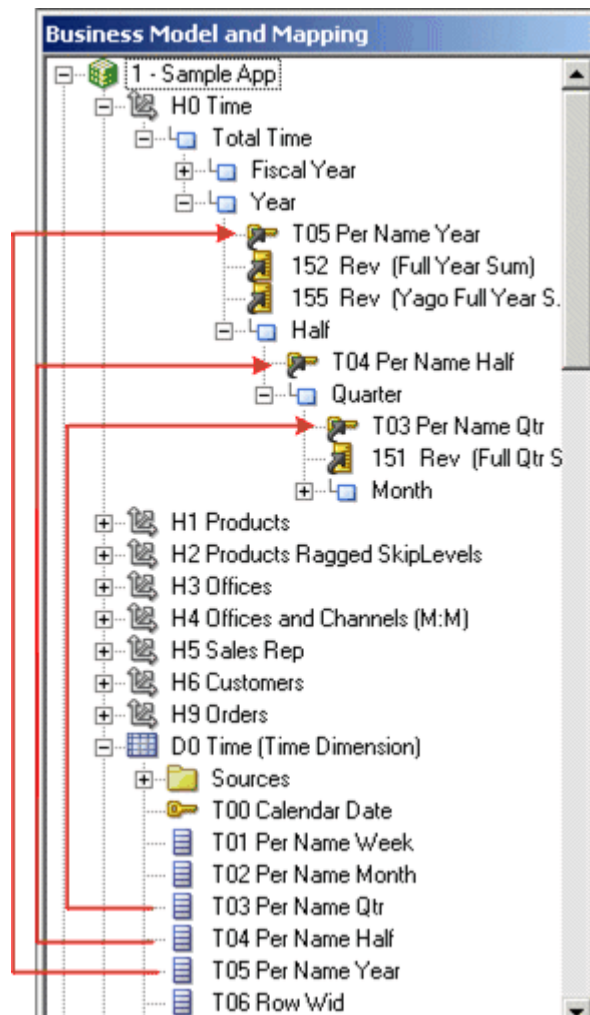 Business Model and Mapping
1 - Sample App
H0 Time
Total Time
Fiscal Year
Year
T05 Per Name Year
152 Rev (Full Year Sum)
155 Rev (Yago Full Year S.
Half
T04 Per Name Half
Quarter
T03 Per Name Qtr
151 Rev (Full Qtr S
Month
H1 Products
H2 Products Ragged SkipLevels
H3 Offices
H4 Offices and Channels (M:M)
H5 Sales Rep
H6 Customers
H9 Orders
D0 Time (Time Dimension)
Sources
T00 Calendar Date
T01 Per Name Week
T02 Per Name Month
T03 Per Name Qtr
T04 Per Name Half
T05 Per Name Year
T06 Row Wid